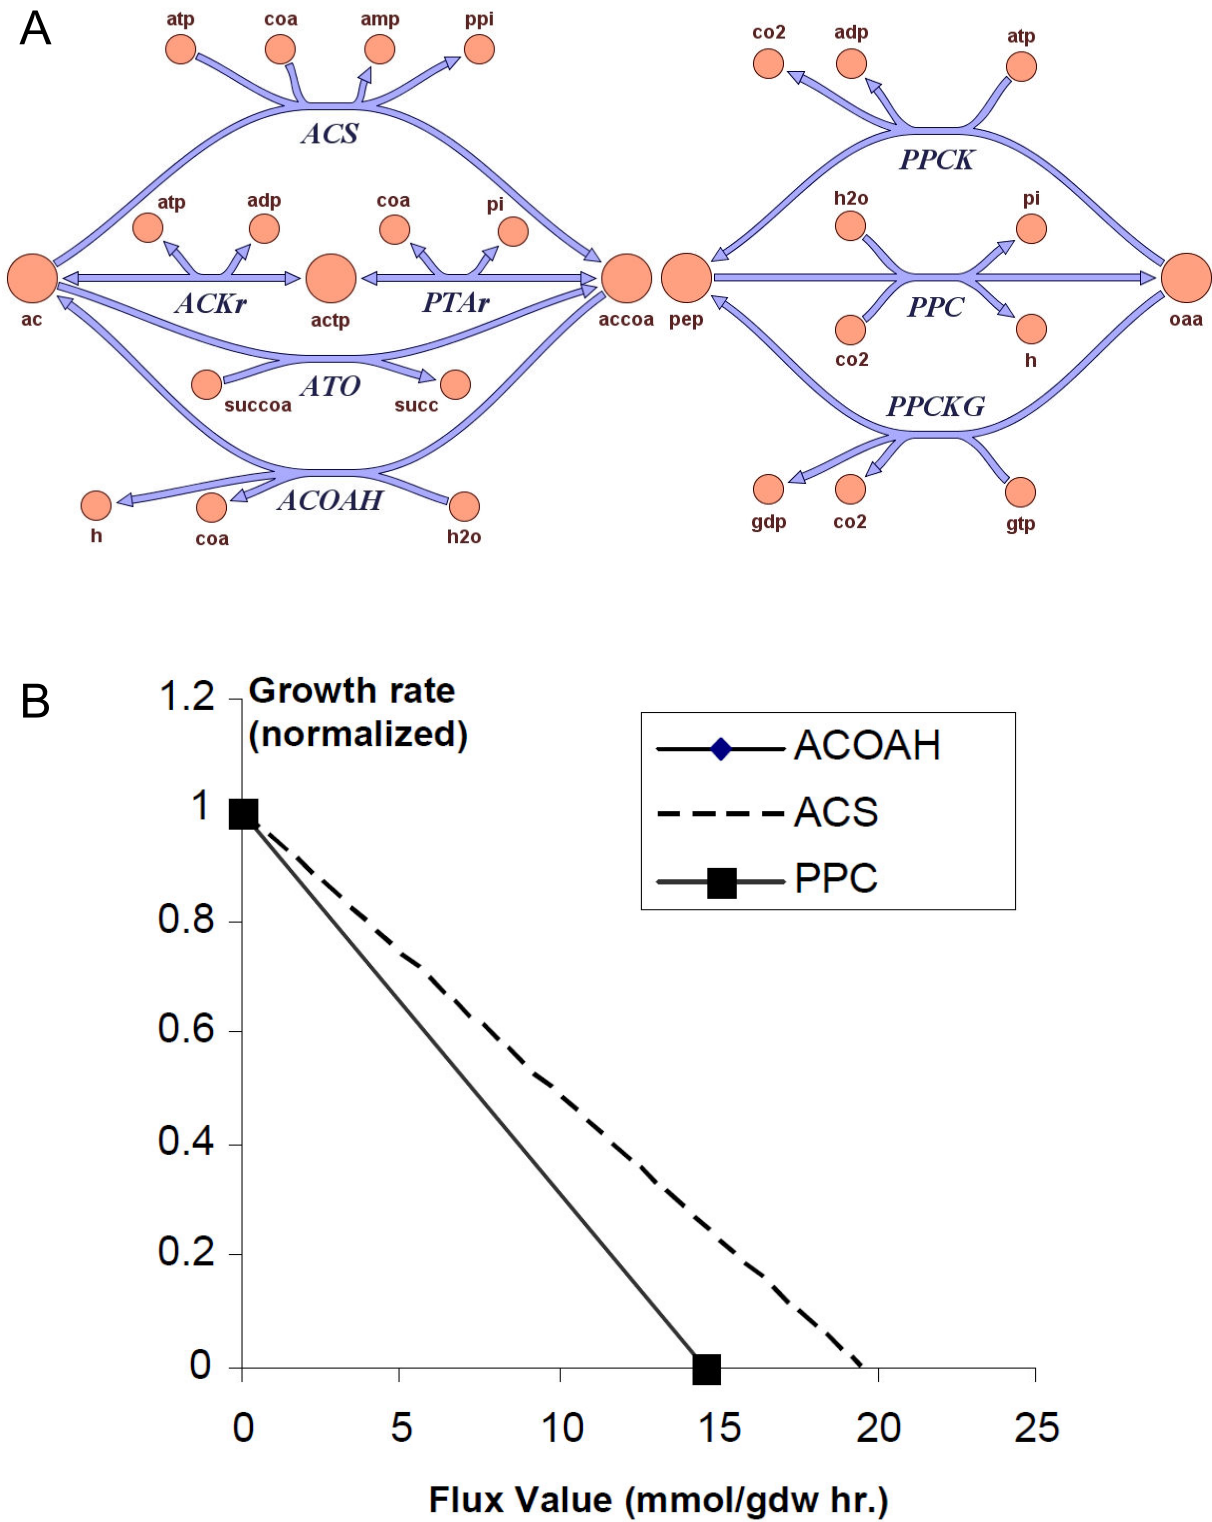 A
atp coa amp ppi
co2 adp atp
ACS
PPCK
atp adp coa pi
h2o pi
ACKr PTAr PPC
ac actp accoa pep oaa
co2 h
ATO
succoa succ
PPCKG
ACOAH
h coa h2o
gdp co2 gtp
B
Growth rate
(normalized)
1.2
1
0.8
0.6
0.4
0.2
0
ACOAH
ACS
PPC
0 5 10 15 20 25
Flux Value (mmol/gdw hr.)